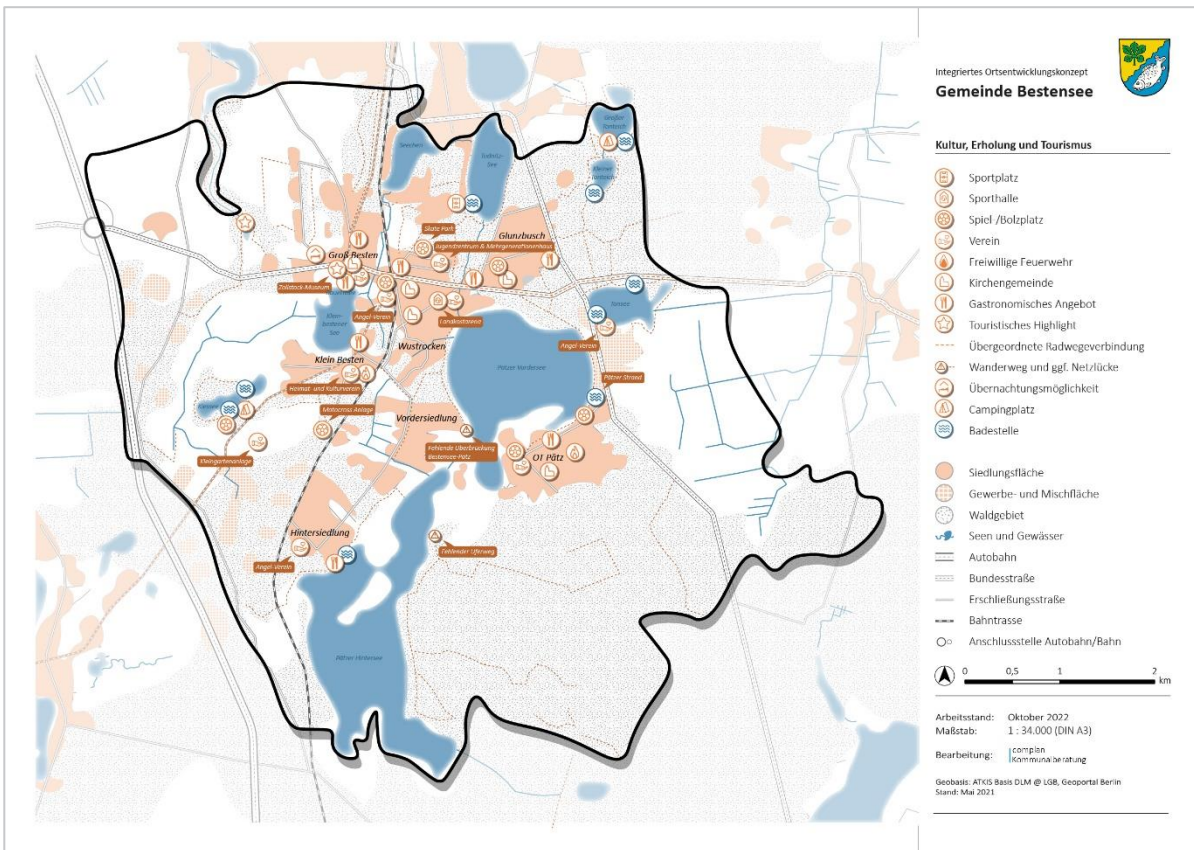 Integriertes Ortsentwicklungskonzept
Gemeinde Bestensee
Kultur, Erholung und Tourismus
Sportplatz
Sporthalle
Spiel /Bolzplatz
Verein
Freiwillige Feuerwehr
Kirchengemeinde
Gastronomisches Angebot
Touristisches Highlight
Übergeordnete Radwegeverbindung
Wanderweg und ggf. Netzlücke
Übernachtungsmöglichkeit
Campingplatz
Badestelle
Siedlungsfläche
Gewerbe- und Mischfläche
Waldgebiet
Seen und Gewässer
Autobahn
Bundesstraße
Erschließungsstraße
Bahntrasse
Anschlussstelle Autobahn/Bahn
0 0,5 1 2
km
Arbeitsstand: Oktober 2022
Maßstab: 1 : 34.000 (DIN A3)
Bearbeitung: complan
Kommunalberatung
Geobasis: ATKIS Basis DLM @ LGB, Geoportal Berlin
Stand: Mai 2021
Großer
Tonteich
Kleiner
Tonteich
Seechen
Todnitz-
See
Skate Park
Glunzbusch
Jugendzentrum & Mehrgenerationenhaus
Groß Besten
Zollstock Museum
Angel-Verein
Landkostarena
Klein-
bestener
See
Wustrocken
Angel-Verein
Klein Besten
Pätzer Vordersee
Heimat- und Kulturverein
Pätzer Strand
Motocross Anlage
Vordersiedlung
Kleingartenanlage
Fehlende Überbrückung
Bestensee-Pätz
OT Pätz
Hintersiedlung
Fehlender Uferweg
Angel-Verein
Pätzer Hintersee